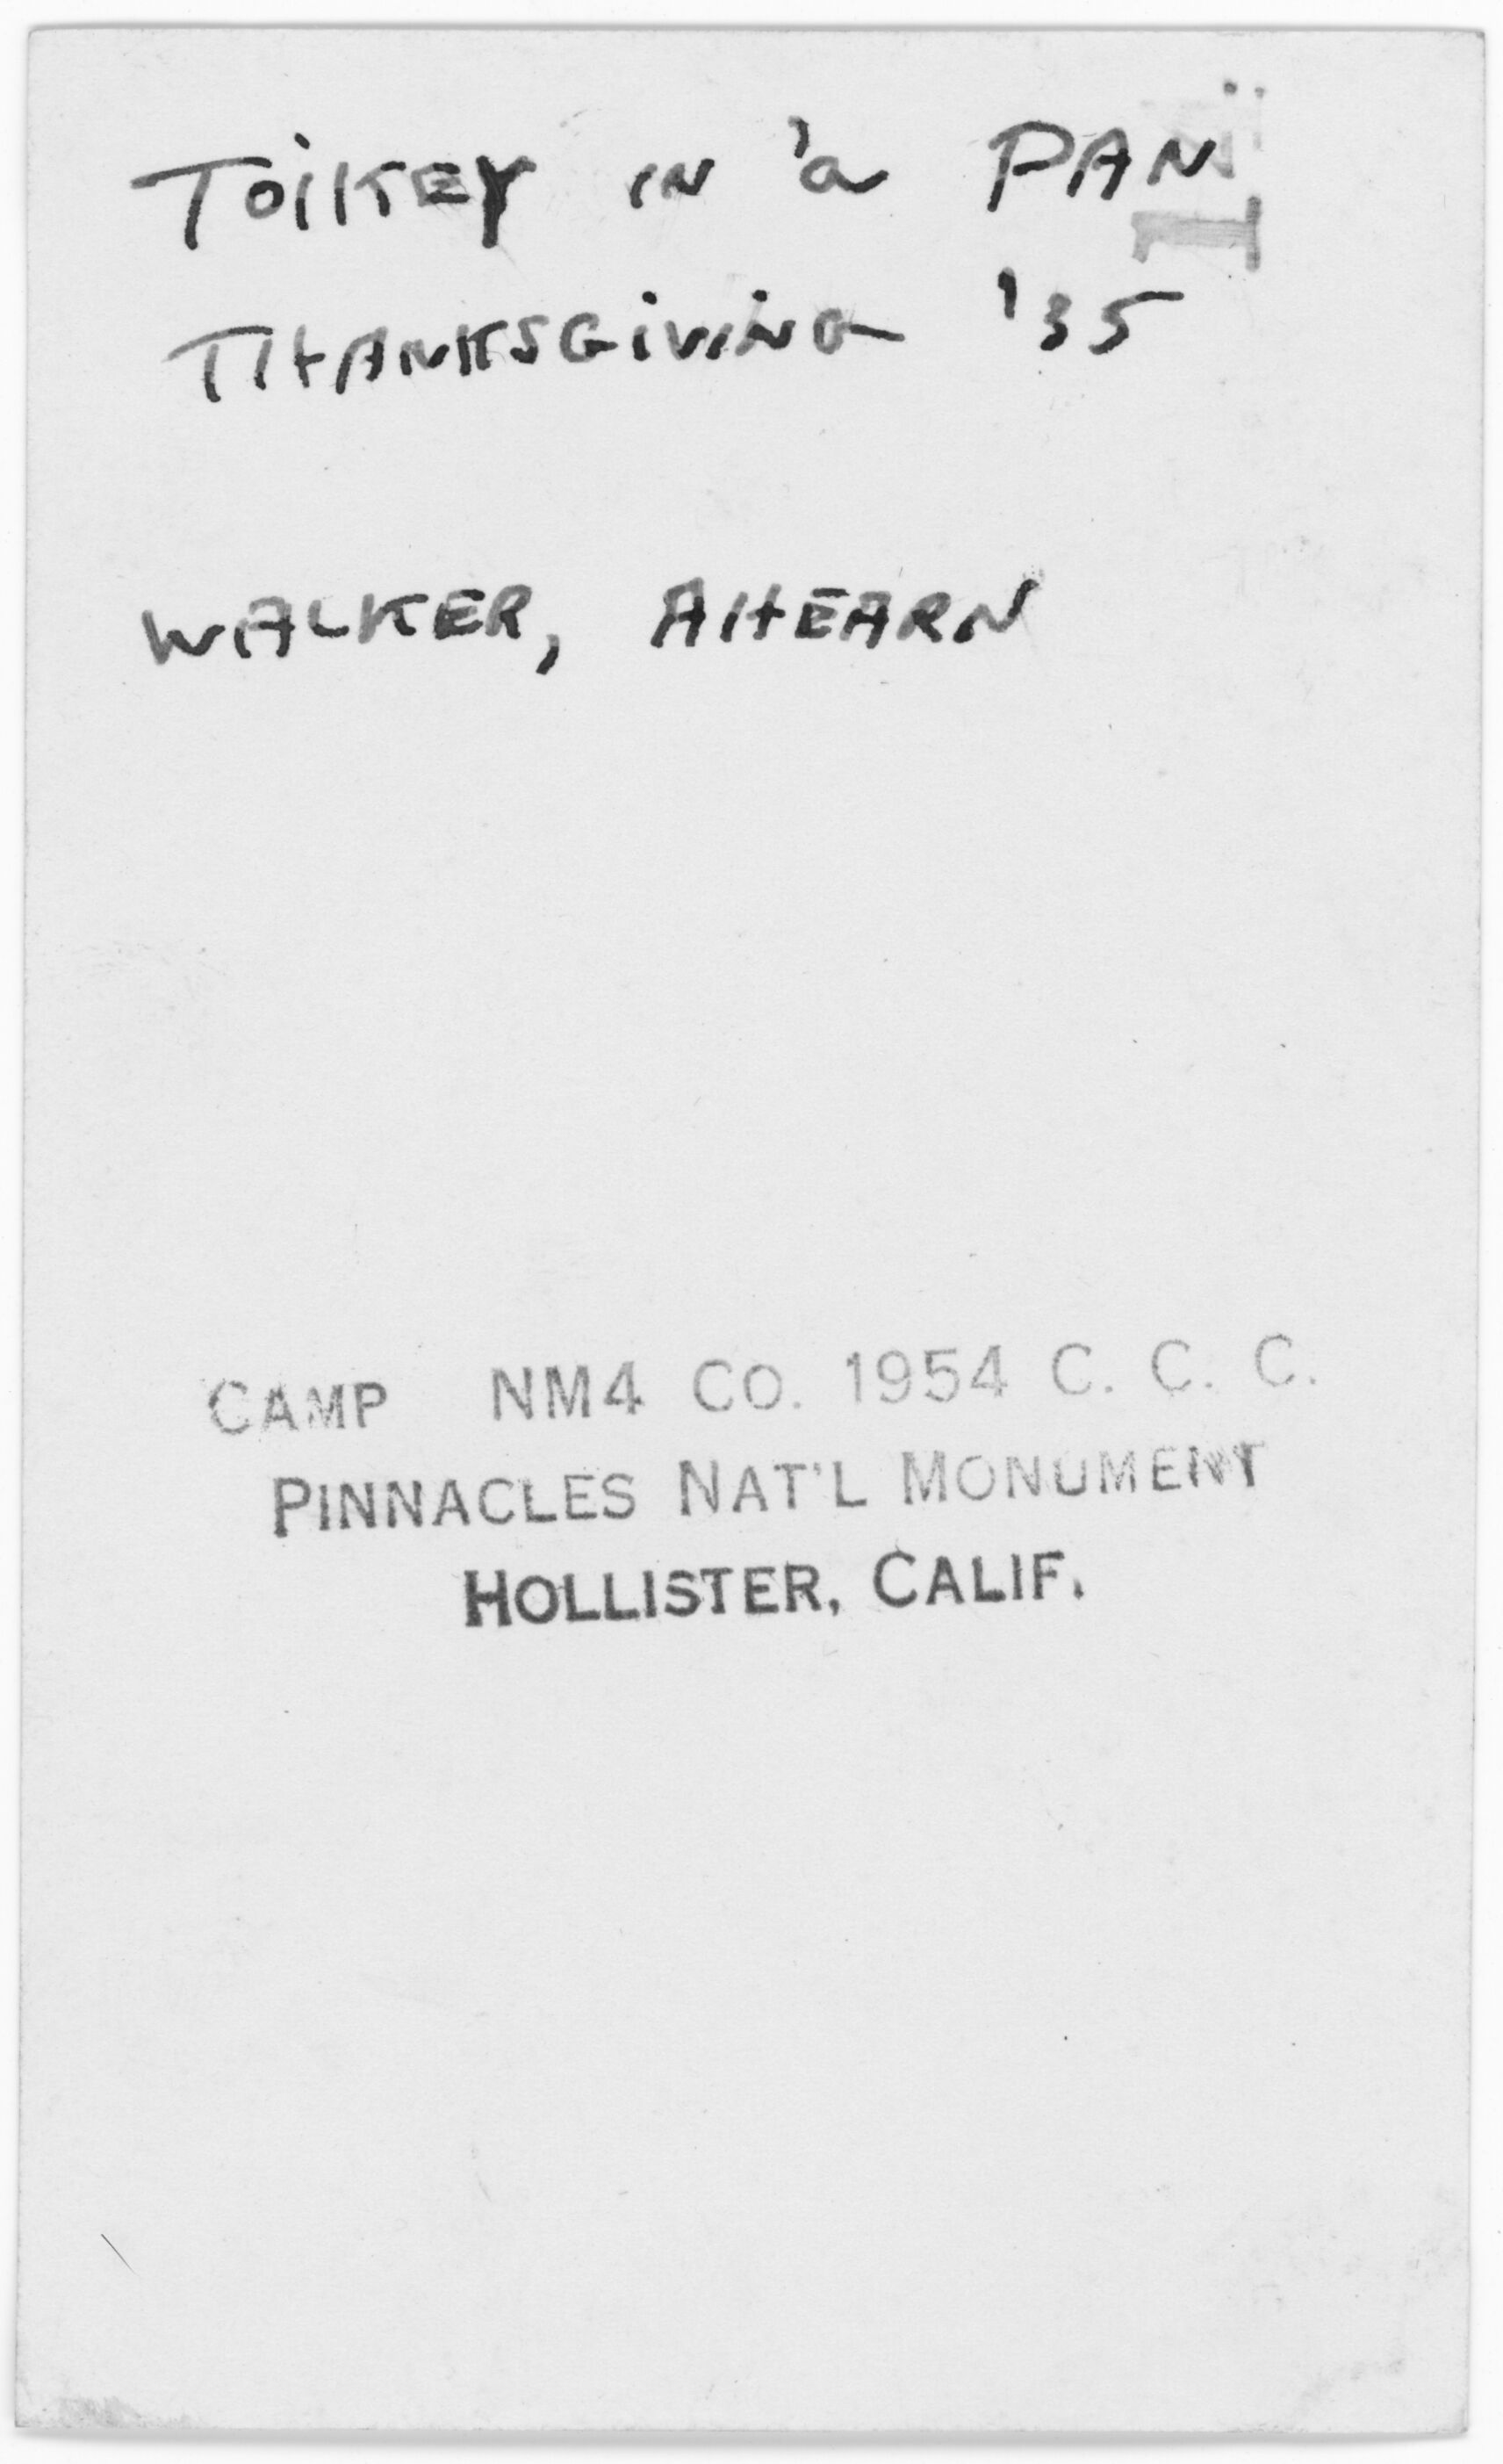 TOiKEY iN 'a PAN
THANKSGiViNG '35
WALKER, AHEARN
CAMP NM4 CO. 1954 C. C. C.
PINNACLES NAT'L MONUMENT
HOLLISTER, CALIF.